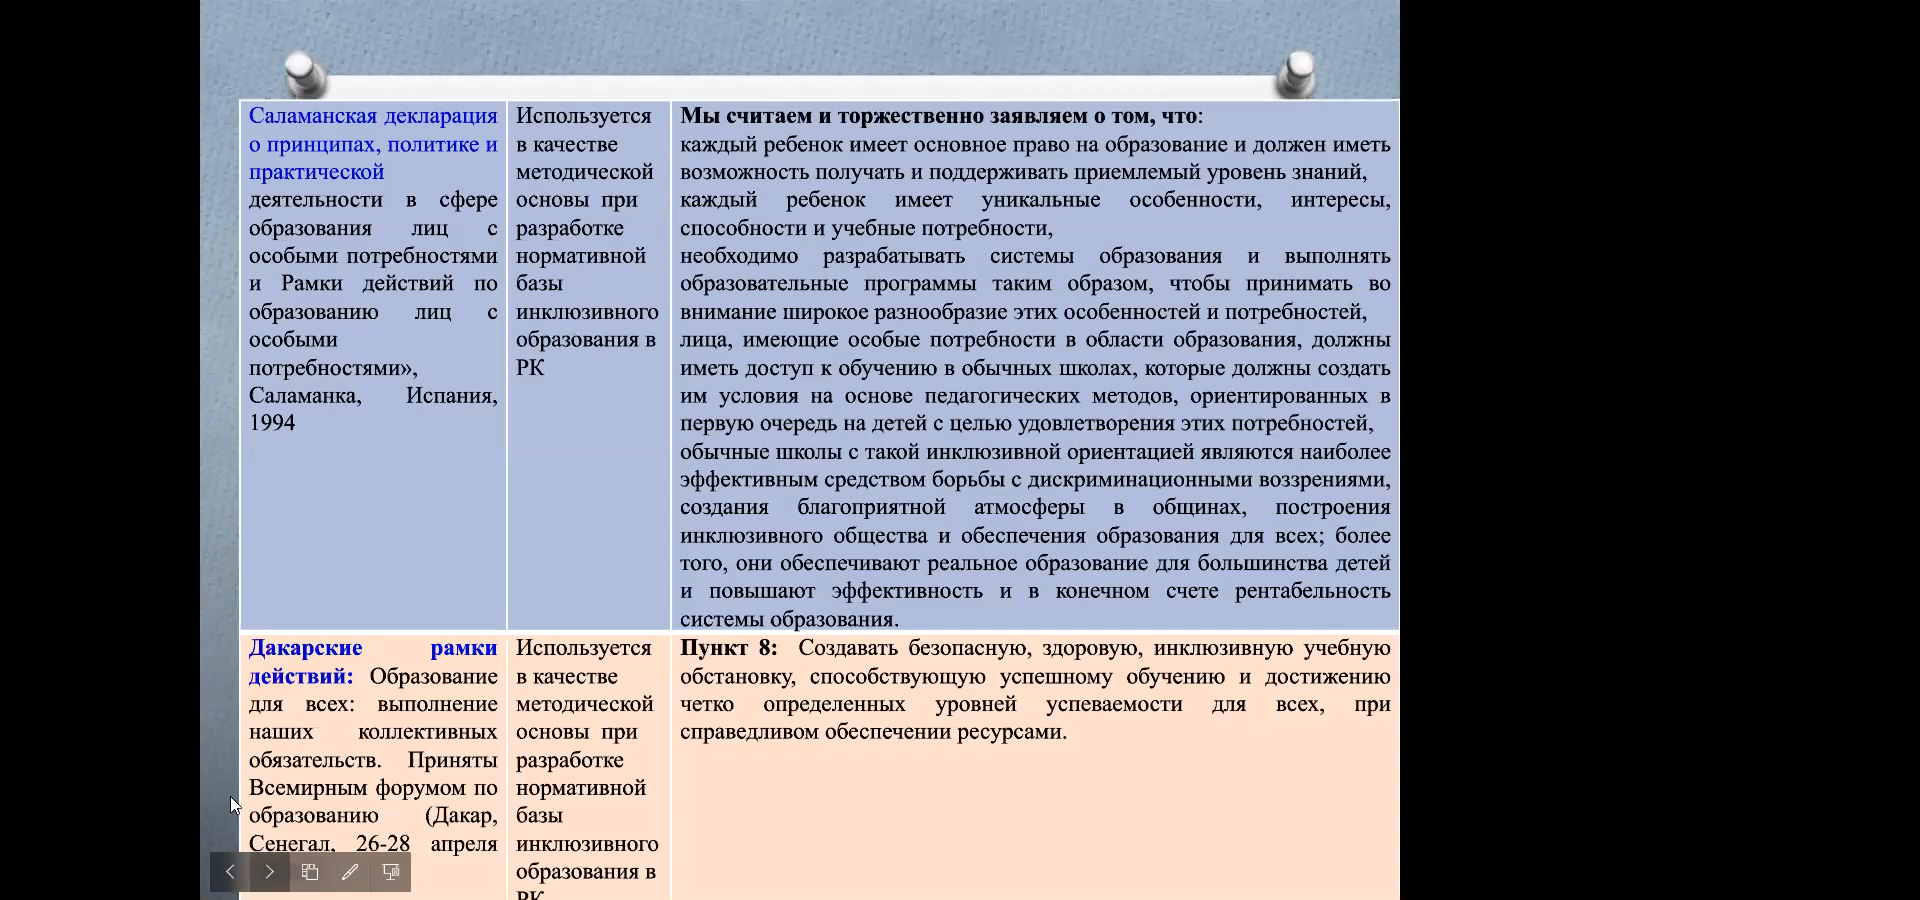 Саламанская декларация
о принципах, политике и
практической
деятельности в сфере
образования лиц с
особыми потребностями
и Рамки действий по
образованию лиц с
особыми
потребностями»,
Саламанка, Испания,
1994
Используется
в качестве
методической
основы при
разработке
нормативной
базы
инклюзивного
образования в
РК
Мы считаем и торжественно заявляем о том, что:
каждый ребенок имеет основное право на образование и должен иметь
возможность получать и поддерживать приемлемый уровень знаний,
каждый ребенок имеет уникальные особенности, интересы,
способности и учебные потребности,
необходимо разрабатывать системы образования и выполнять
образовательные программы таким образом, чтобы принимать во
внимание широкое разнообразие этих особенностей и потребностей,
лица, имеющие особые потребности в области образования, должны
иметь доступ к обучению в обычных школах, которые должны создать
им условия на основе педагогических методов, ориентированных в
первую очередь на детей с целью удовлетворения этих потребностей,
обычные школы с такой инклюзивной ориентацией являются наиболее
эффективным средством борьбы с дискриминационными воззрениями,
создания благоприятной атмосферы в общинах, построения
инклюзивного общества и обеспечения образования для всех; более
того, они обеспечивают реальное образование для большинства детей
и повышают эффективность и в конечном счете рентабельность
системы образования.
Дакарские рамки
действий: Образование
для всех: выполнение
наших коллективных
обязательств. Приняты
Всемирным форумом по
образованию (Дакар,
Сенегал, 26-28 апреля
Используется
в качестве
методической
основы при
разработке
нормативной
базы
инклюзивного
образования в
РК
Пункт 8: Создавать безопасную, здоровую, инклюзивную учебную
обстановку, способствующую успешному обучению и достижению
четко определенных уровней успеваемости для всех, при
справедливом обеспечении ресурсами.